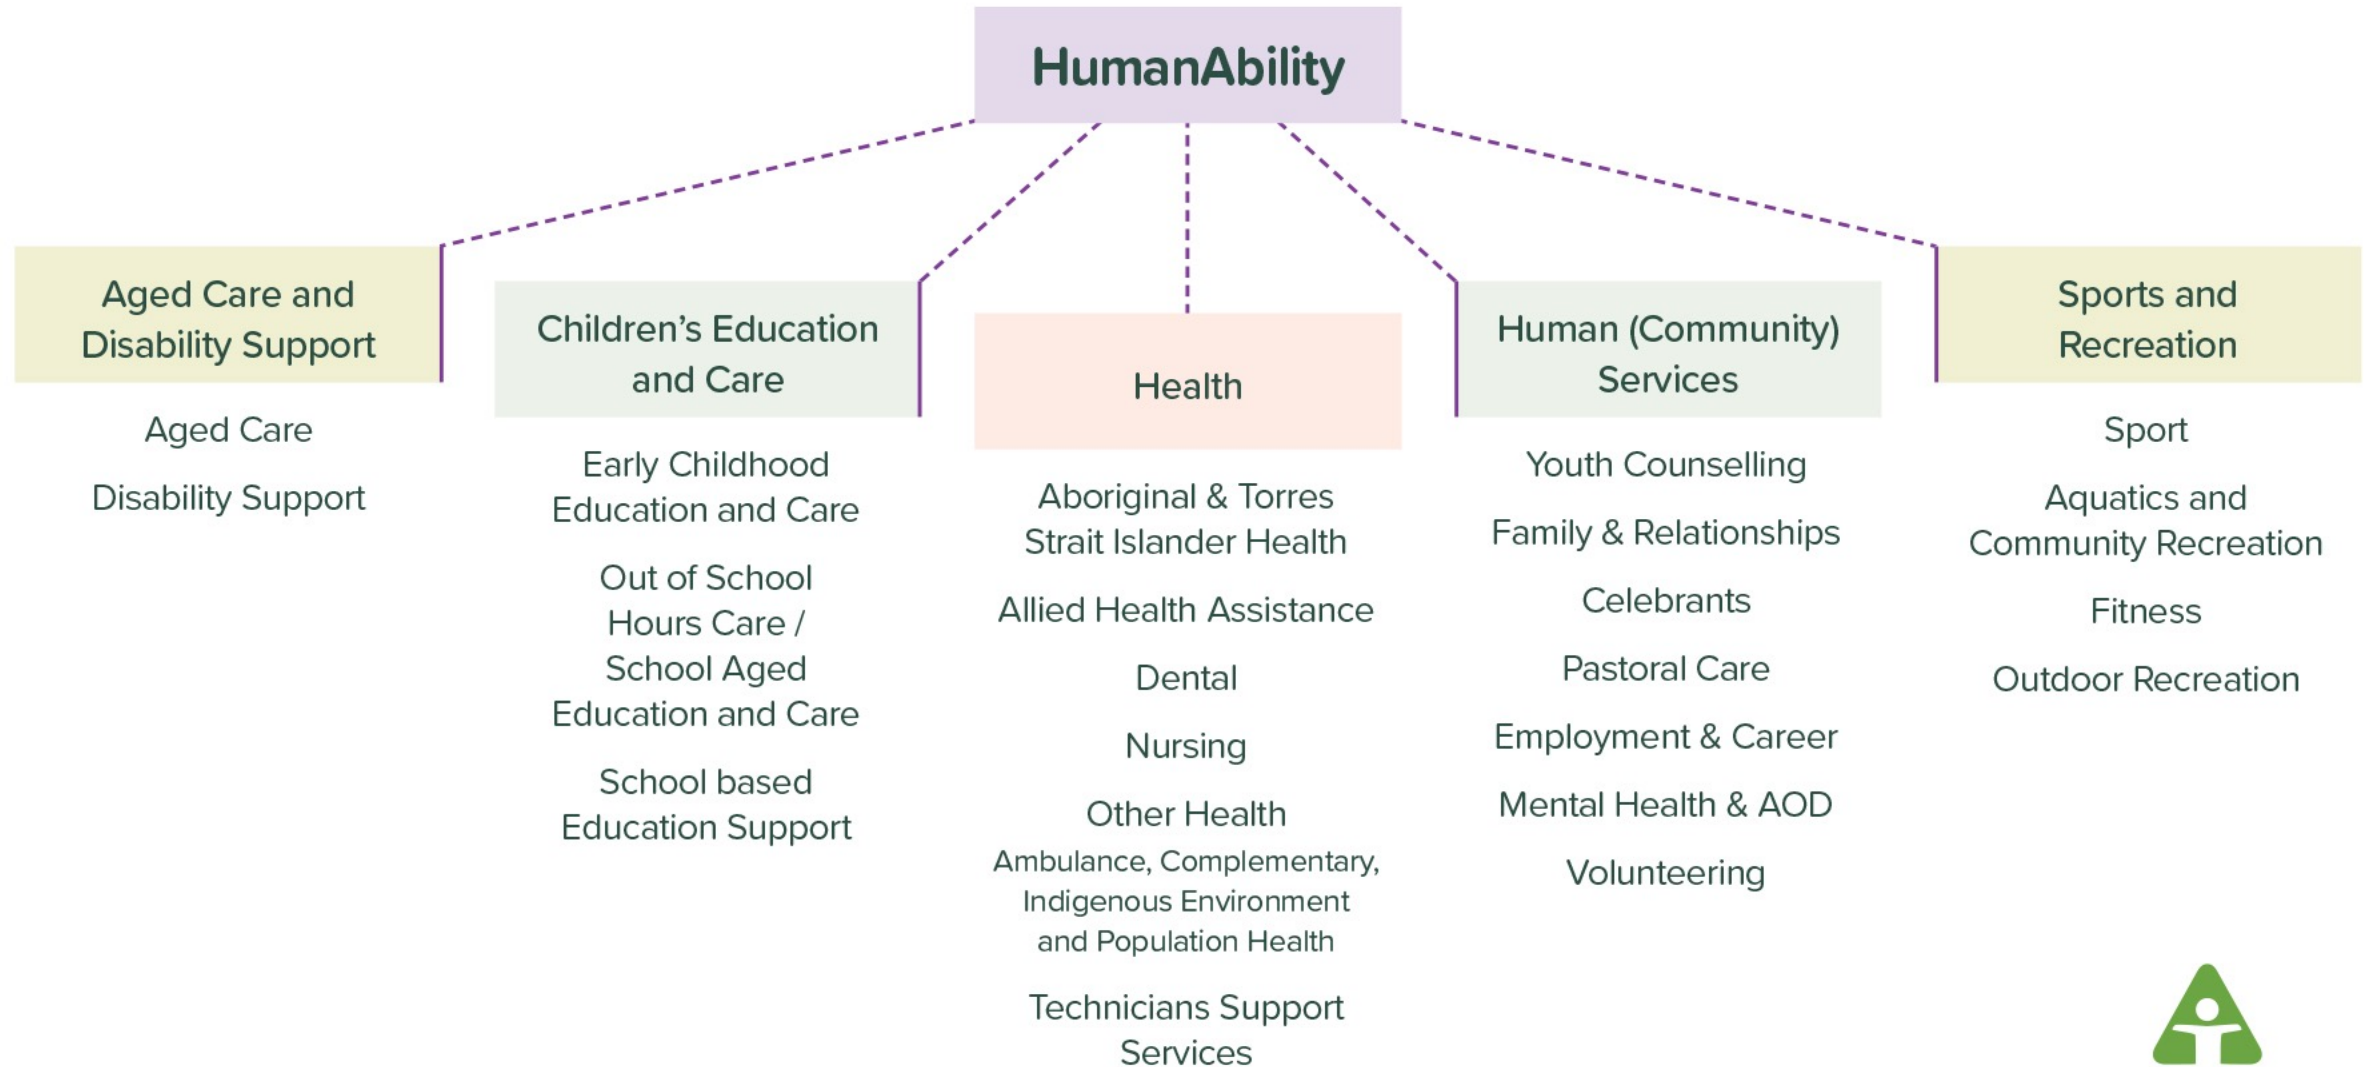 HumanAbility
Aged Care and
Disability Support
Aged Care
Disability Support
Children's Education
and Care
Early Childhood
Education and Care
Out of School
Hours Care /
School Aged
Education and Care
School based
Education Support
Health
Aboriginal & Torres
Strait Islander Health
Allied Health Assistance
Dental
Nursing
Other Health
Ambulance, Complementary,
Indigenous Environment
and Population Health
Technicians Support
Services
Human (Community)
Services
Youth Counselling
Family & Relationships
Celebrants
Pastoral Care
Employment & Career
Mental Health & AOD
Volunteering
Sports and
Recreation
Sport
Aquatics and
Community Recreation
Fitness
Outdoor Recreation